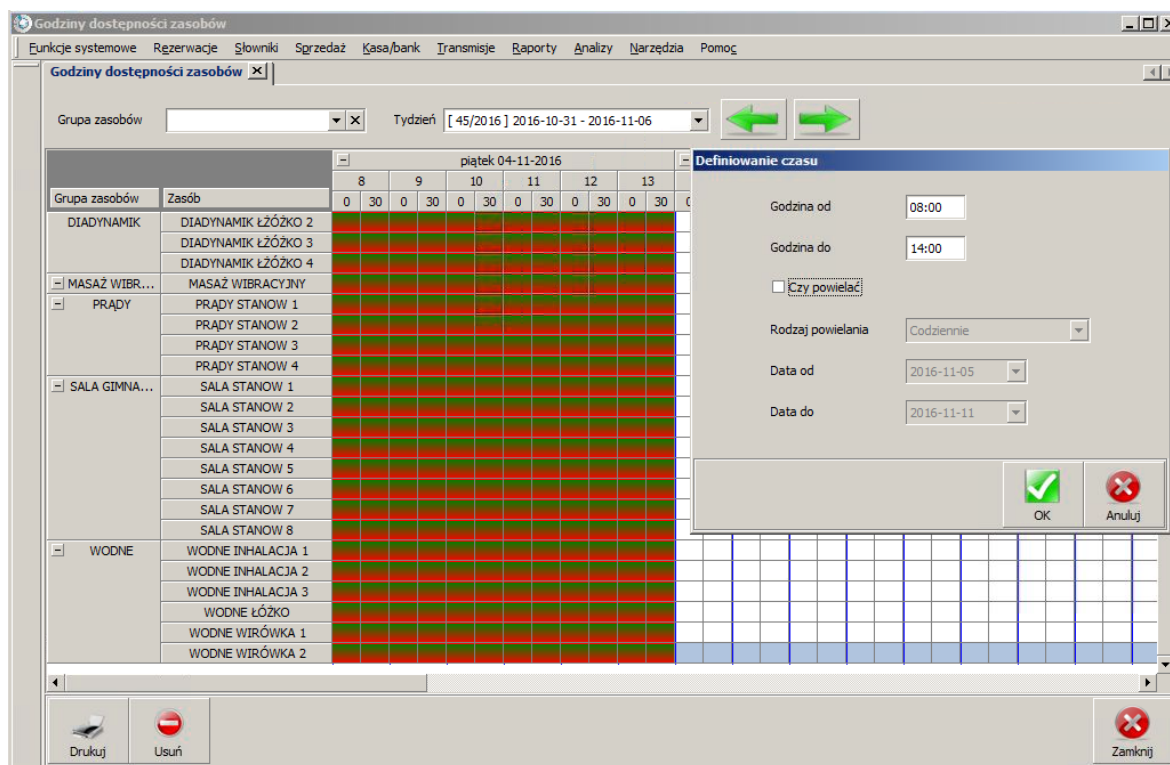 Godziny dostępności zasobów
Funkcje systemowe Rezerwacje Słowniki Sprzedaż Kasa/bank Transmisje Raporty Analizy Narzędzia Pomoc
Godziny dostępności zasobów
Grupa zasobów Tydzień [ 45/2016 ] 2016-10-31 - 2016-11-06
piątek 04-11-2016
8 9 10 11 12 13
Grupa zasobów Zasób 0 30 0 30 0 30 0 30 0 30 0 30
DIADYNAMIK DIADYNAMIK ŁŻÓŻKO 2
DIADYNAMIK ŁŻÓŻKO 3
DIADYNAMIK ŁŻÓŻKO 4
MASAŻ WIBR... MASAŻ WIBRACYJNY
PRĄDY PRĄDY STANOW 1
PRĄDY STANOW 2
PRĄDY STANOW 3
PRĄDY STANOW 4
SALA GIMNA... SALA STANOW 1
SALA STANOW 2
SALA STANOW 3
SALA STANOW 4
SALA STANOW 5
SALA STANOW 6
SALA STANOW 7
SALA STANOW 8
WODNE WODNE INHALACJA 1
WODNE INHALACJA 2
WODNE INHALACJA 3
WODNE ŁÓŻKO
WODNE WIRÓWKA 1
WODNE WIRÓWKA 2
Definiowanie czasu
Godzina od 08:00
Godzina do 14:00
Czy powielać
Rodzaj powielania Codziennie
Data od 2016-11-05
Data do 2016-11-11
OK Anuluj
Drukuj Usuń Zamknij